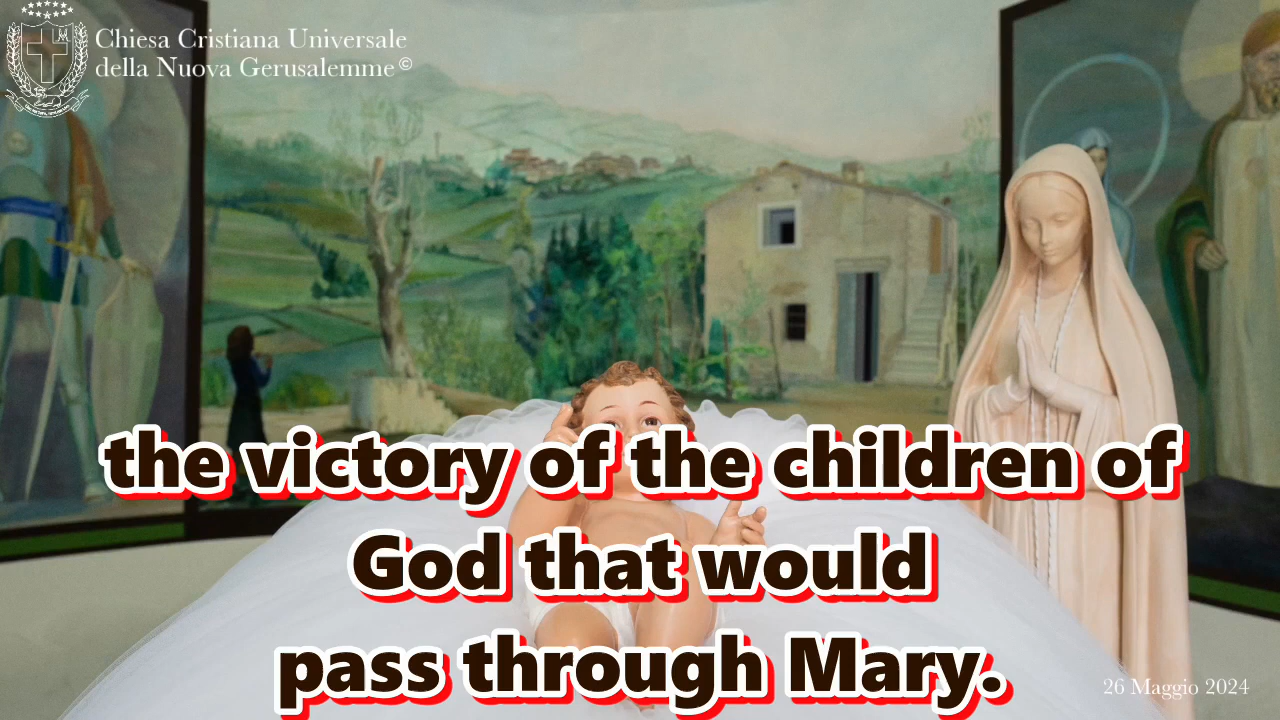 Chiesa Cristiana Universale
della Nuova Gerusalemme©
the victory of the children of
God that would
pass through Mary.
26 Maggio 2024